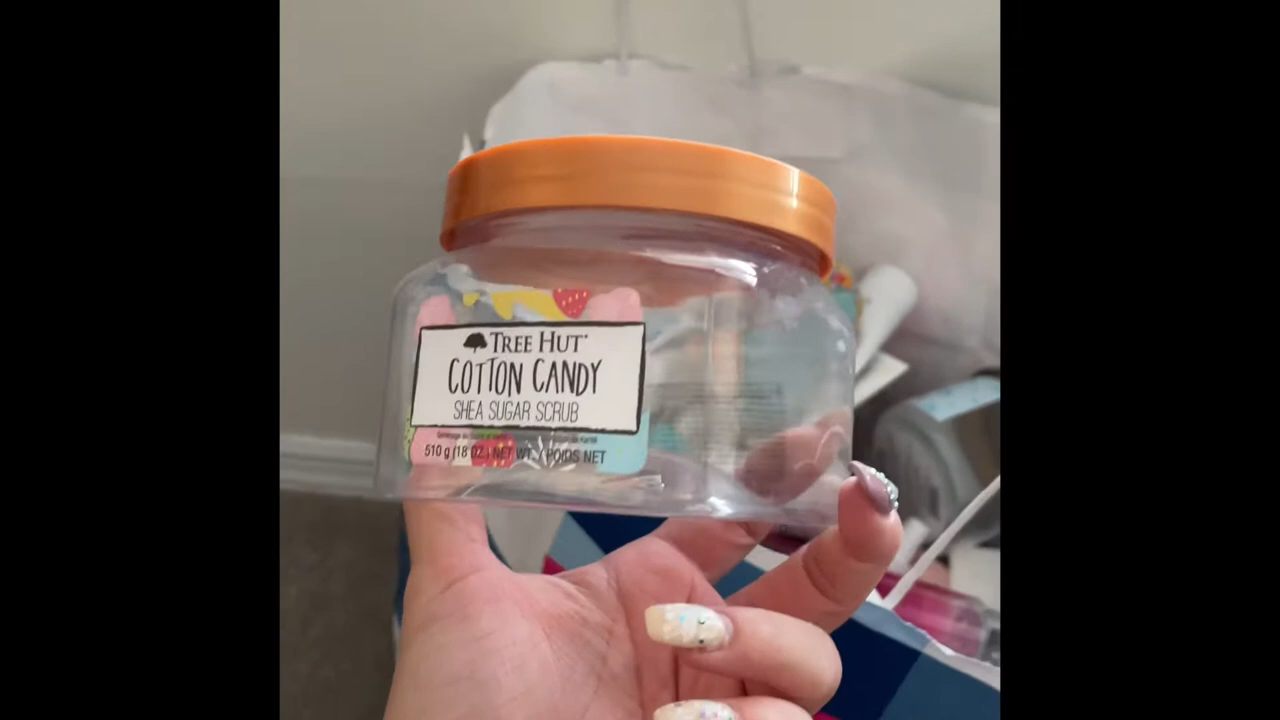 TREE HUT
COTTON CANDY
SHEA SUGAR SCRUB
510 g (18 OZ.) NET WT. / POIDS NET